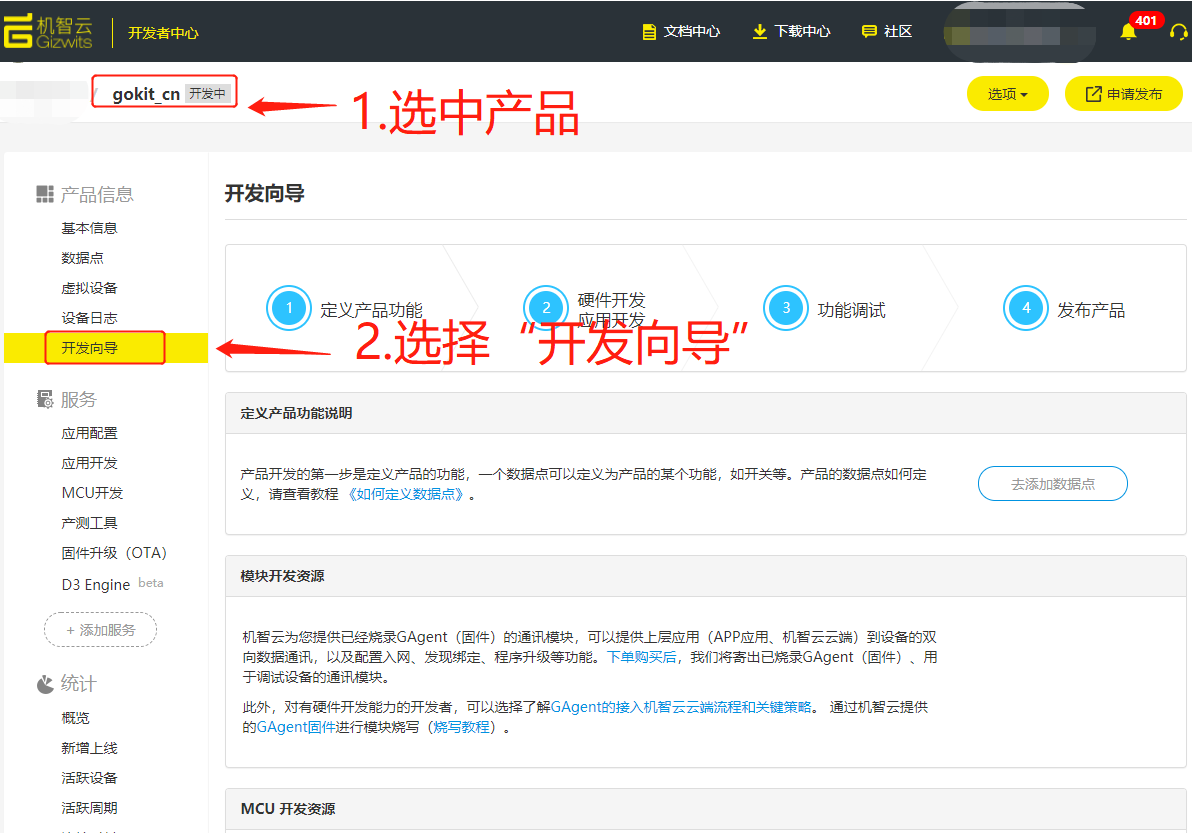 机智云
Gizwits
开发者中心
文档中心
下载中心
社区
401
gokit_cn 开发中
1.选中产品
选项
申请发布
产品信息
基本信息
数据点
虚拟设备
设备日志
开发向导
服务
应用配置
应用开发
MCU开发
产测工具
固件升级（OTA）
D3 Engine beta
+ 添加服务
统计
概览
新增上线
活跃设备
活跃周期
开发向导
1 定义产品功能
2 硬件开发
应用开发
3 功能调试
4 发布产品
2.选择“开发向导”
定义产品功能说明
产品开发的第一步是定义产品的功能，一个数据点可以定义为产品的某个功能，如开关等。产品的数据点如何定
义，请查看教程 《如何定义数据点》。
去添加数据点
模块开发资源
机智云为您提供已经烧录GAgent（固件）的通讯模块，可以提供上层应用（APP应用、机智云云端）到设备的双
向数据通讯，以及配置入网、发现绑定、程序升级等功能。下单购买后，我们将寄出已烧录GAgent（固件）、用
于调试设备的通讯模块。
此外，对有硬件开发能力的开发者，可以选择了解GAgent的接入机智云云端流程和关键策略。 通过机智云提供
的GAgent固件进行模块烧写（烧写教程）。
MCU 开发资源